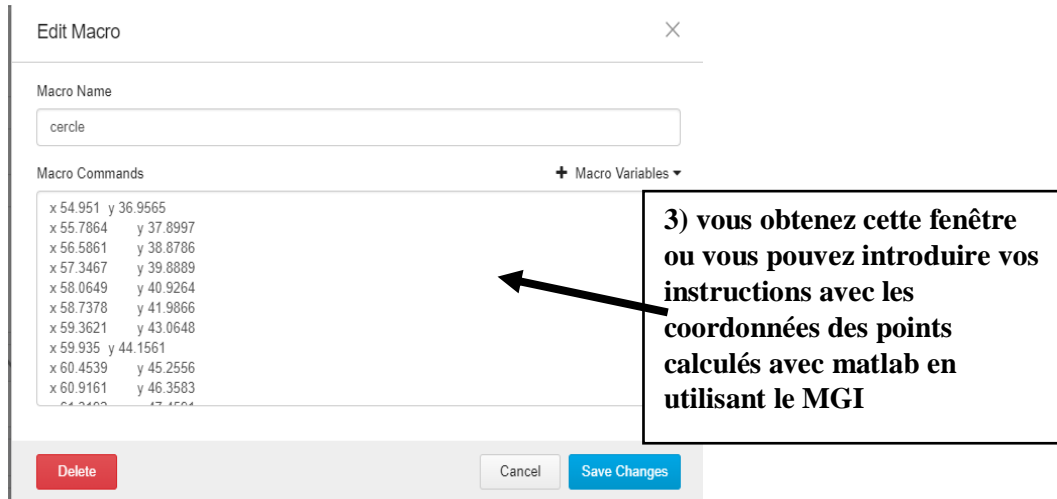 Edit Macro
Macro Name
cercle
Macro Commands
+ Macro Variables
x 54.951 y 36.9565
x 55.7864 y 37.8997
x 56.5861 y 38.8786
x 57.3467 y 39.8889
x 58.0649 y 40.9264
x 58.7378 y 41.9866
x 59.3621 y 43.0648
x 59.935 y 44.1561
x 60.4539 y 45.2556
x 60.9161 y 46.3583
3) vous obtenez cette fenêtre
ou vous pouvez introduire vos
instructions avec les
coordonnées des points
calculés avec matlab en
utilisant le MGI
Delete
Cancel
Save Changes